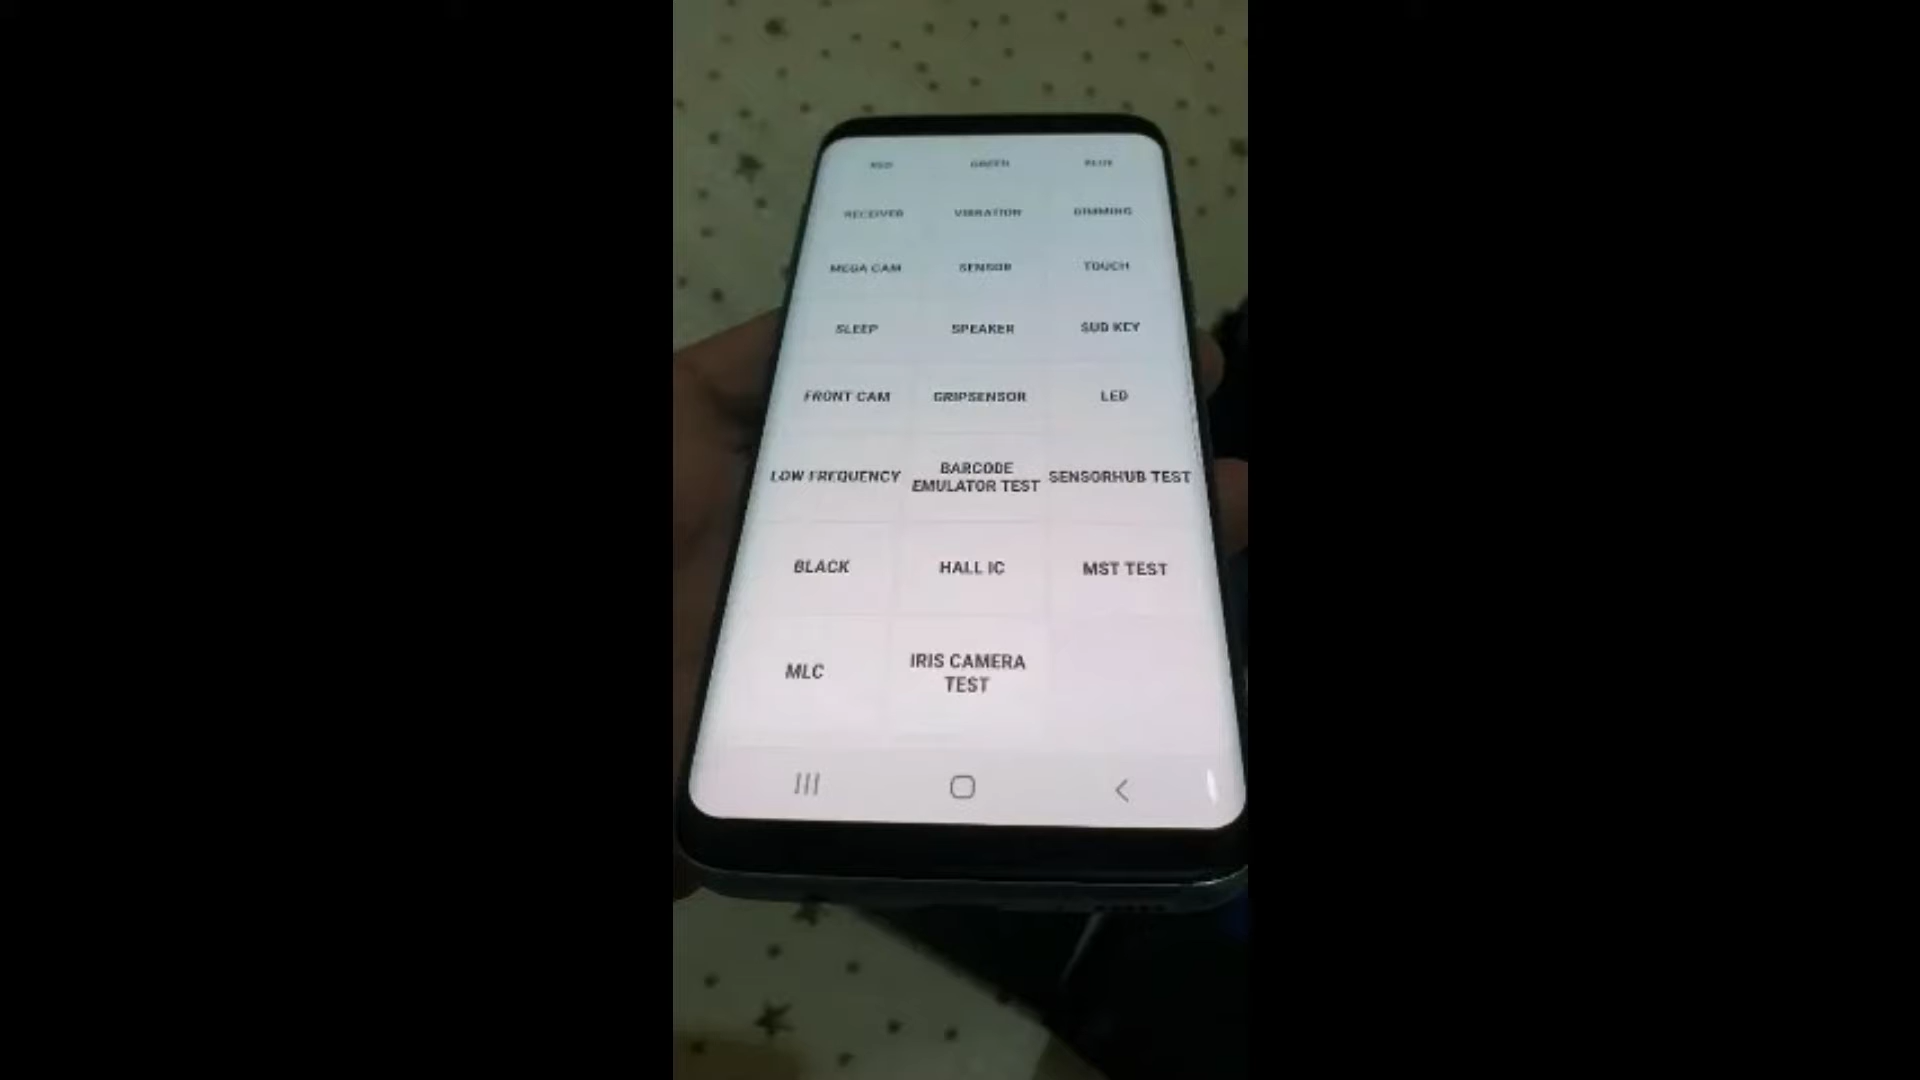 RED GREEN BLUE
RECEIVER VIBRATION DIMMING
MEGA CAM SENSOR TOUCH
SLEEP SPEAKER SUB KEY
FRONT CAM GRIPSENSOR LED
LOW FREQUENCY BARCODE EMULATOR TEST SENSORHUB TEST
BLACK HALL IC MST TEST
MLC IRIS CAMERA TEST